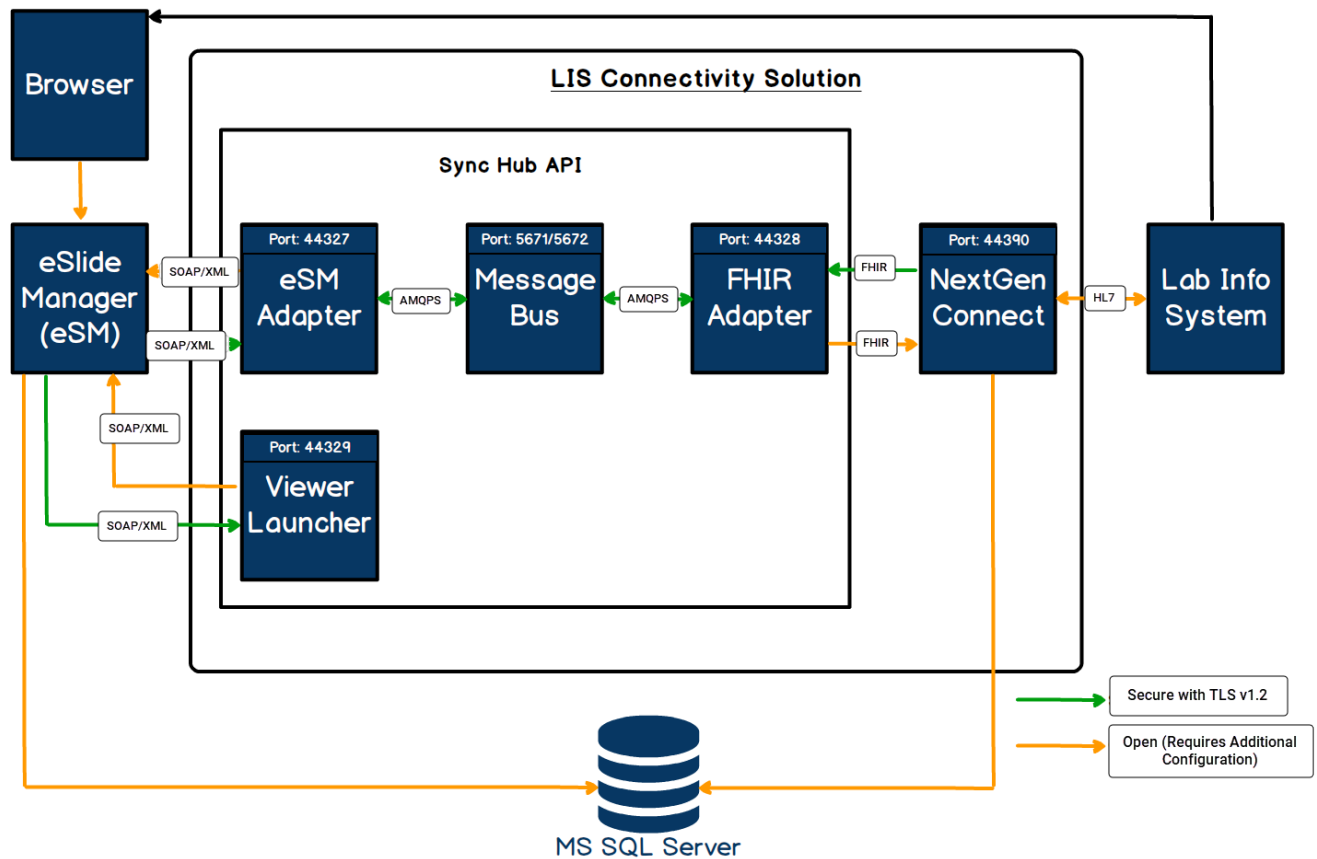 Browser
LIS Connectivity Solution
Sync Hub API
eSlide
Manager
(eSM)
SOAP/XML
SOAP/XML
Port: 44327
eSM
Adapter
AMQPS
Port: 5671/5672
Message
Bus
AMQPS
Port: 44328
FHIR
Adapter
FHIR
FHIR
Port: 44390
NextGen
Connect
HL7
Lab Info
System
SOAP/XML
SOAP/XML
Port: 44329
Viewer
Launcher
Secure with TLS v1.2
Open (Requires Additional
Configuration)
MS SQL Server